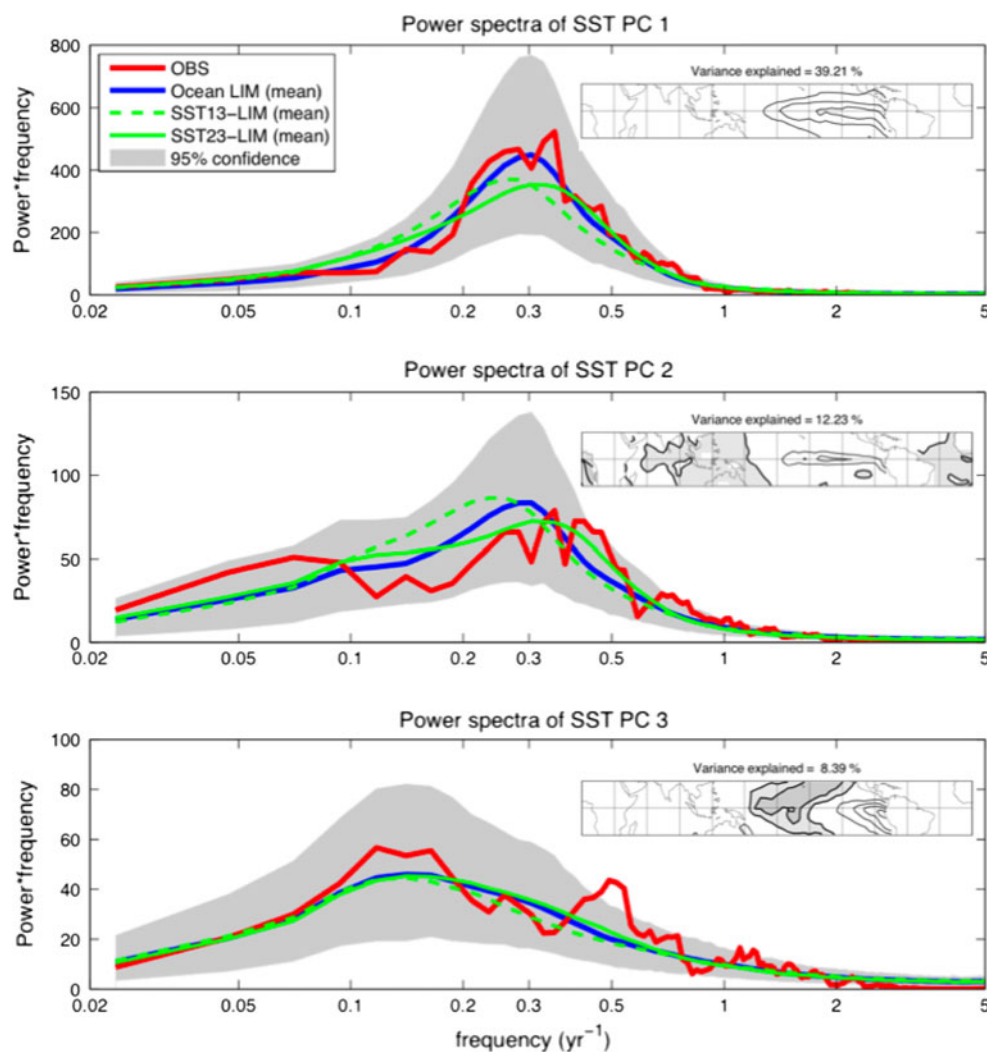 Power spectra of SST PC 1
800
600
400
200
0
Power*frequency
OBS
Ocean LIM (mean)
SST13-LIM (mean)
SST23-LIM (mean)
95% confidence
Variance explained = 39.21 %
0.02 0.05 0.1 0.2 0.3 0.5 1 2 5
Power spectra of SST PC 2
150
100
50
0
Power*frequency
Variance explained = 12.23 %
0.02 0.05 0.1 0.2 0.3 0.5 1 2 5
Power spectra of SST PC 3
100
80
60
40
20
0
Power*frequency
Variance explained = 8.39 %
0.02 0.05 0.1 0.2 0.3 0.5 1 2 5
frequency (yr⁻¹)